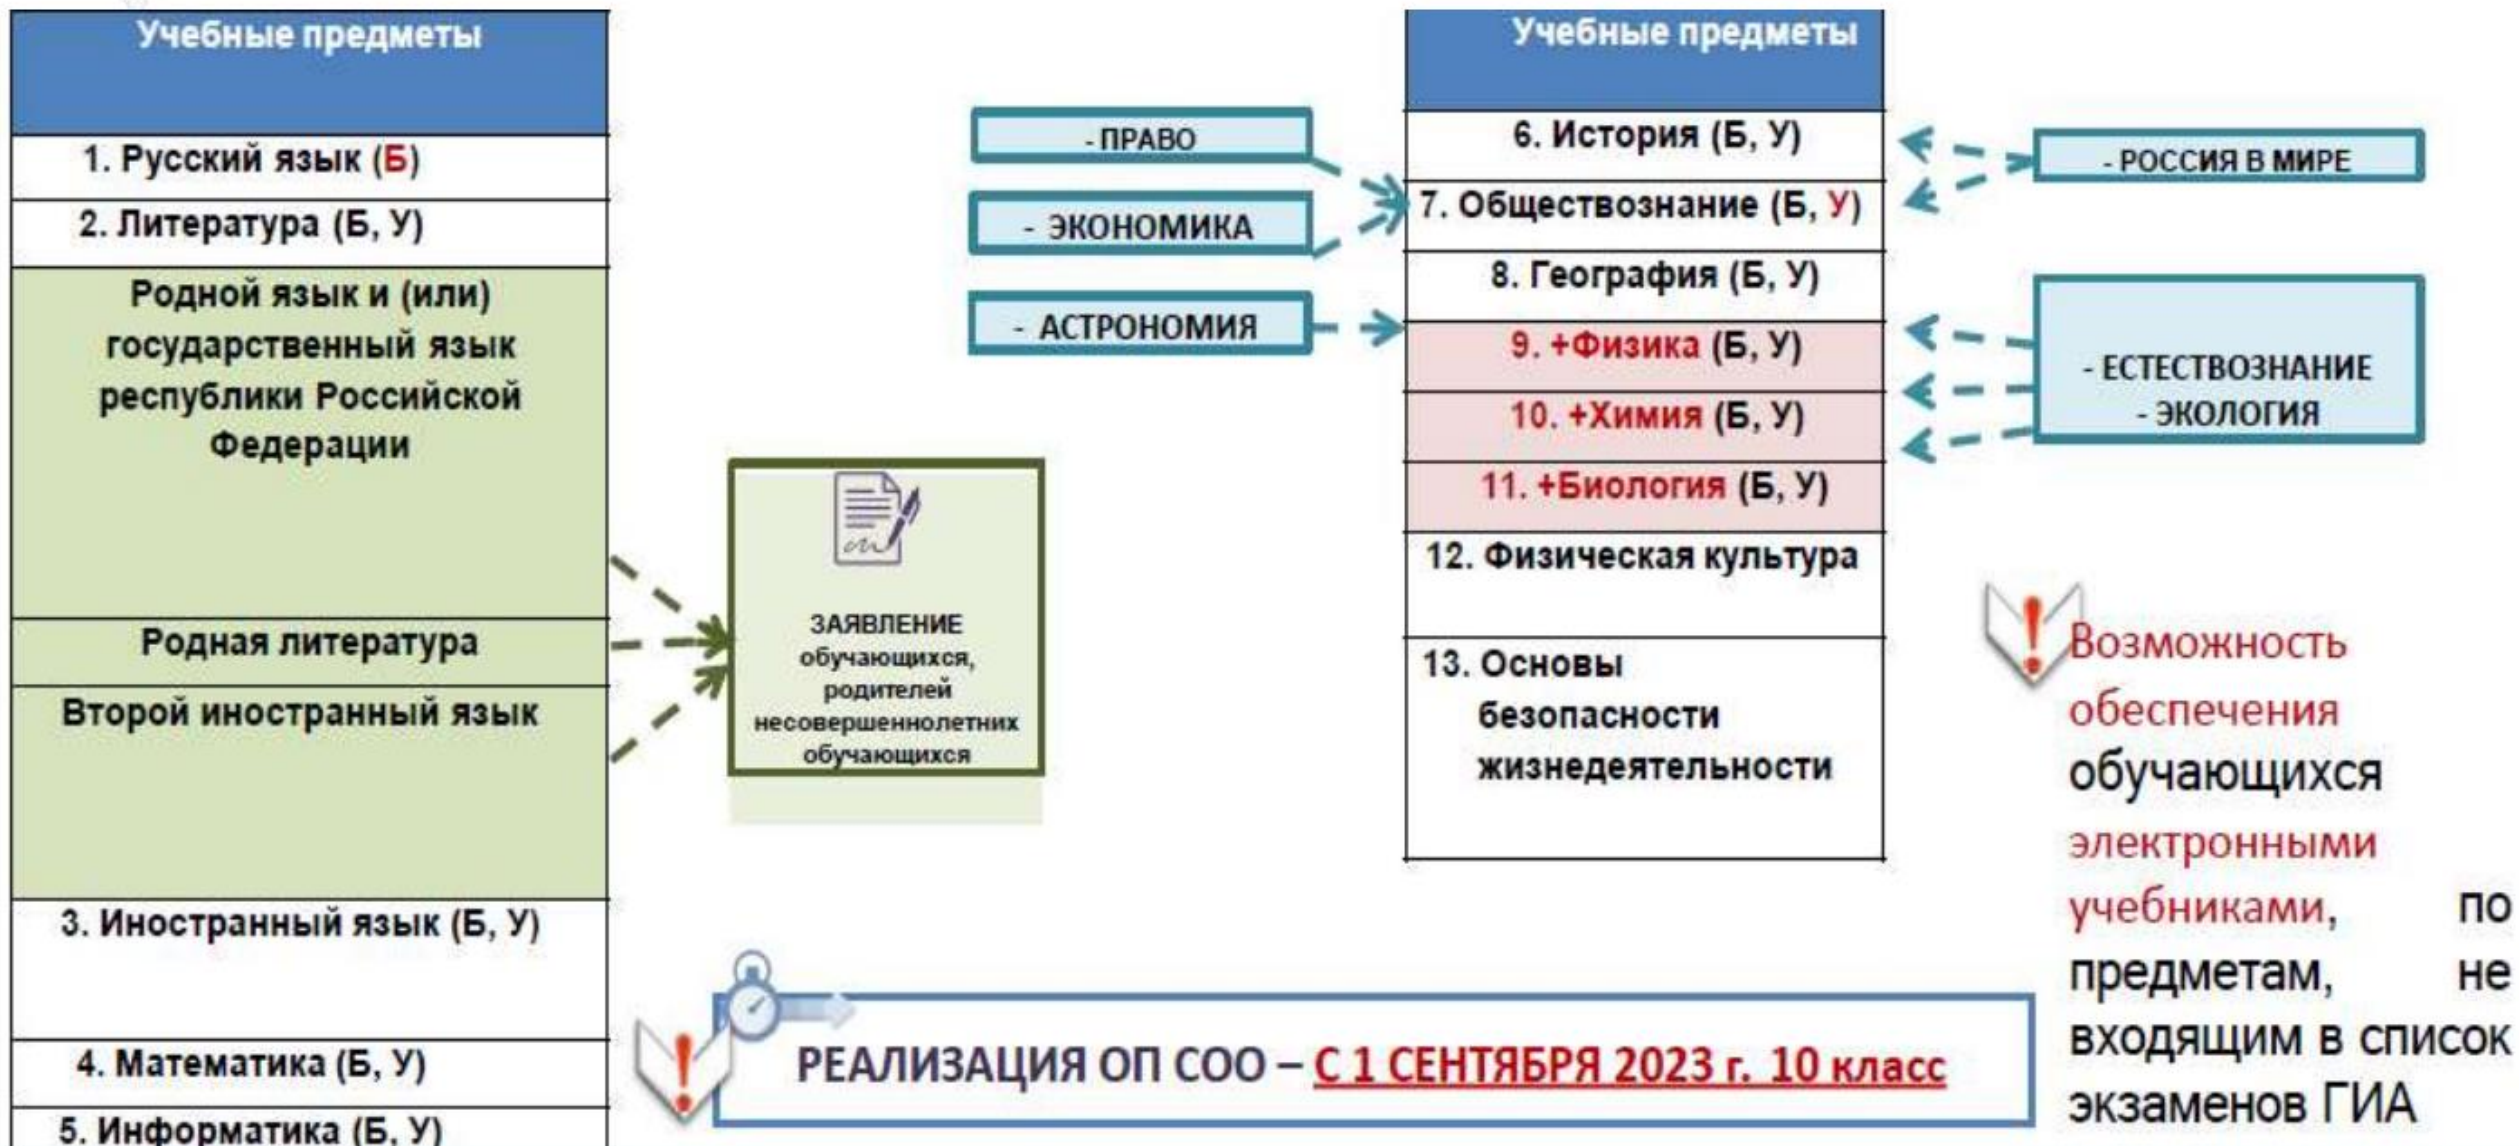 Учебные предметы
1. Русский язык (Б)
2. Литература (Б, У)
Родной язык и (или)
государственный язык
республики Российской
Федерации
Родная литература
Второй иностранный язык
3. Иностранный язык (Б, У)
4. Математика (Б, У)
5. Информатика (Б, У)
ЗАЯВЛЕНИЕ
обучающихся,
родителей
несовершеннолетних
обучающихся
- ПРАВО
- ЭКОНОМИКА
- АСТРОНОМИЯ
Учебные предметы
6. История (Б, У)
7. Обществознание (Б, У)
8. География (Б, У)
9. +Физика (Б, У)
10. +Химия (Б, У)
11. +Биология (Б, У)
12. Физическая культура
13. Основы
безопасности
жизнедеятельности
- РОССИЯ В МИРЕ
- ЕСТЕСТВОЗНАНИЕ
- ЭКОЛОГИЯ
Возможность
обеспечения
обучающихся
электронными
учебниками, по
предметам, не
входящим в список
экзаменов ГИА
РЕАЛИЗАЦИЯ ОП СОО – С 1 СЕНТЯБРЯ 2023 г. 10 класс